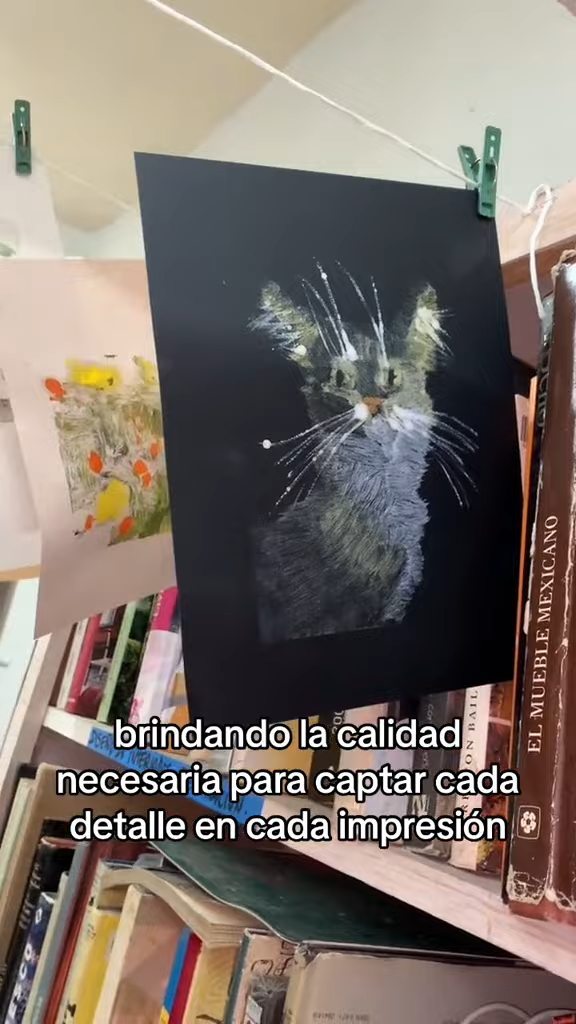 EL MUEBLE MEXICANO
brindando la calidad
necesaria para captar cada
detalle en cada impresión